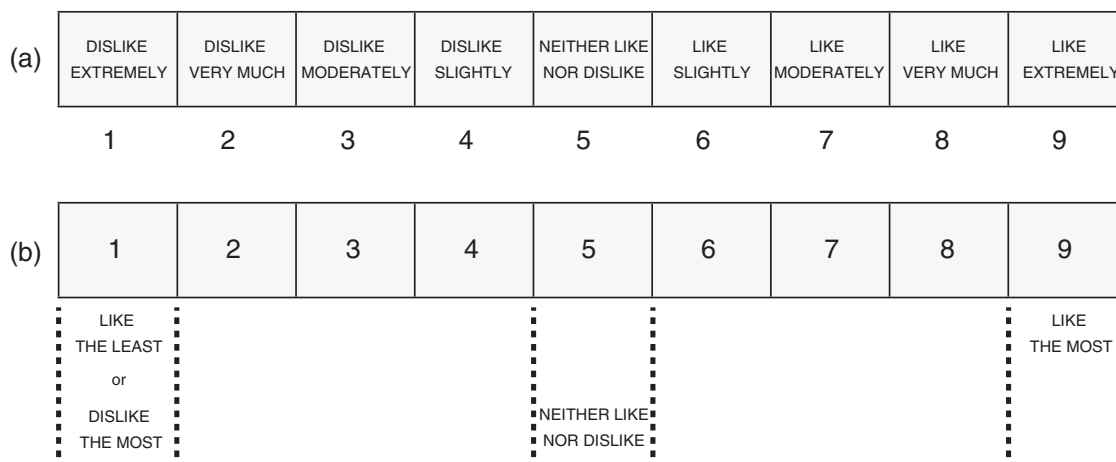 (a)
DISLIKE EXTREMELY
DISLIKE VERY MUCH
DISLIKE MODERATELY
DISLIKE SLIGHTLY
NEITHER LIKE NOR DISLIKE
LIKE SLIGHTLY
LIKE MODERATELY
LIKE VERY MUCH
LIKE EXTREMELY
1 2 3 4 5 6 7 8 9
(b)
1 2 3 4 5 6 7 8 9
LIKE
THE LEAST
or
DISLIKE
THE MOST
NEITHER LIKE
NOR DISLIKE
LIKE
THE MOST